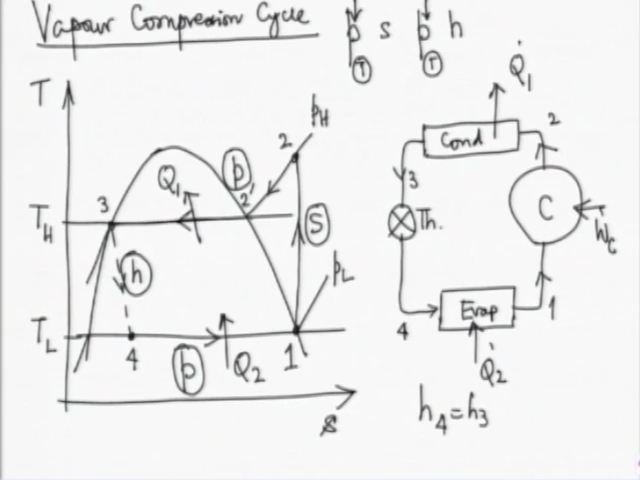 Vapour Compression Cycle
p s p h
T T
Q̇1
T
pH
2
2
Cond
Q1
p
3
3
2'
C
TH
S
Th.
Ẇc
h
pL
TL
Evap
1
4
4
p
Q2
1
Q̇2
s
h4=h3